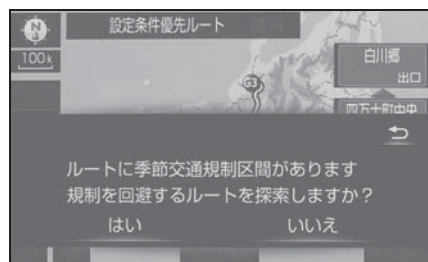 設定条件優先ルート
N
100k
白川郷
出口
G3
四万十町中央
ルートに季節交通規制区間があります
規制を回避するルートを探索しますか？
はい
いいえ